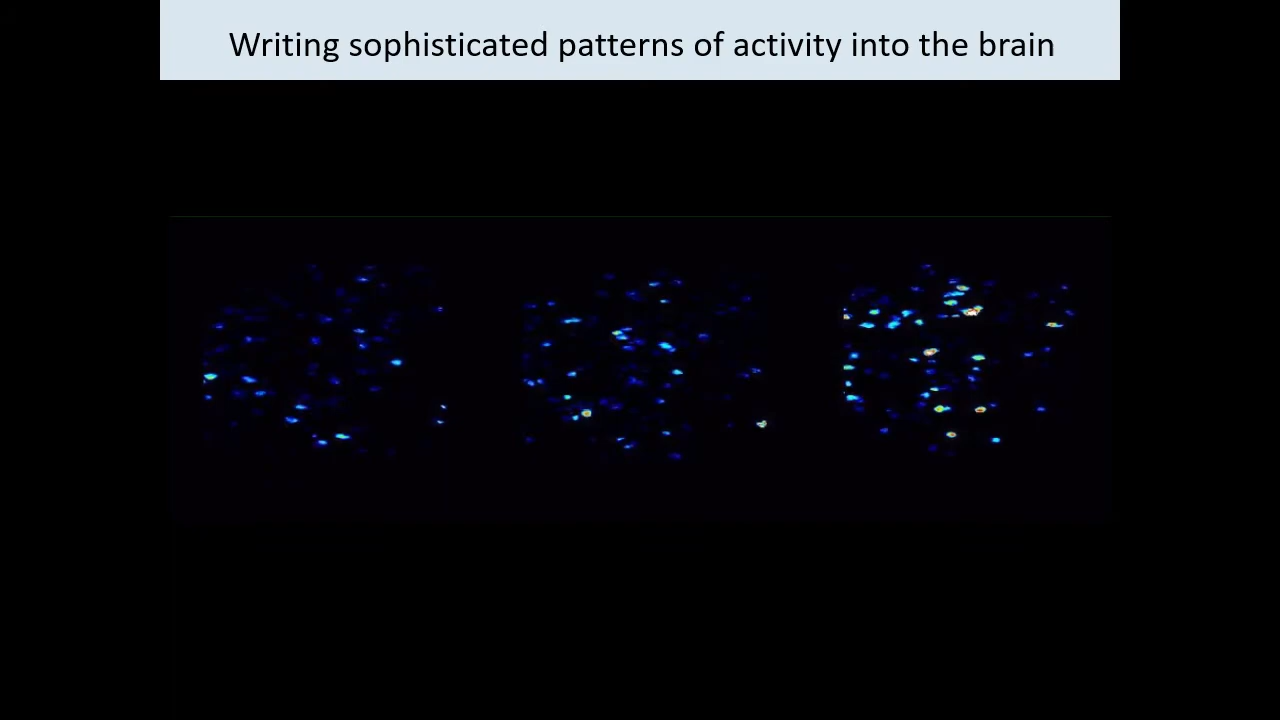 Writing sophisticated patterns of activity into the brain